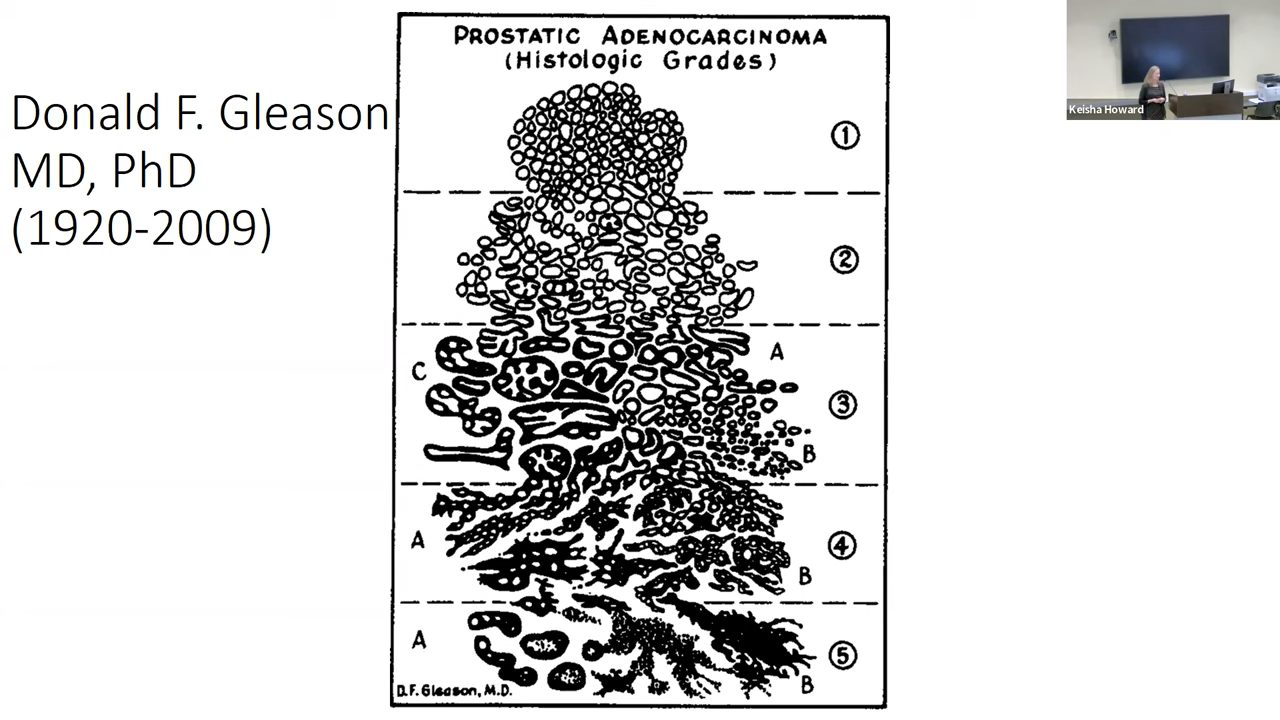 Donald F. Gleason
MD, PhD
(1920-2009)
PROSTATIC ADENOCARCINOMA
(Histologic Grades)
1
2
A
C
3
B
A
4
B
A
5
B
D.F. Gleason, M.D.
Keisha Howard